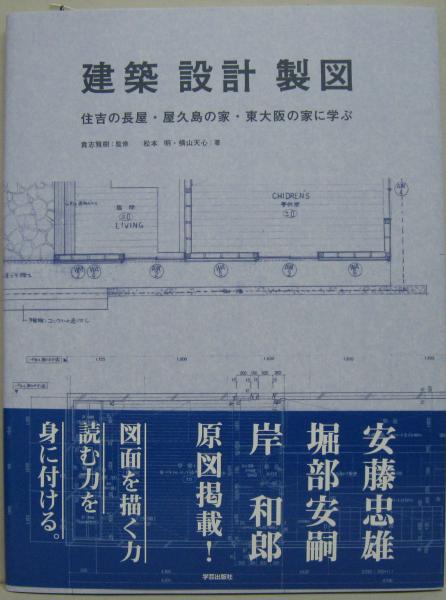 建築 設計 製図
住吉の長屋・屋久島の家・東大阪の家に学ぶ
貴志雅樹：監修　松本 明・横山天心：著
LIVING
CHIDREN'S
安藤忠雄
堀部安嗣
岸 和郎
原図掲載！
図面を描く力
読む力を
身に付ける。
学芸出版社